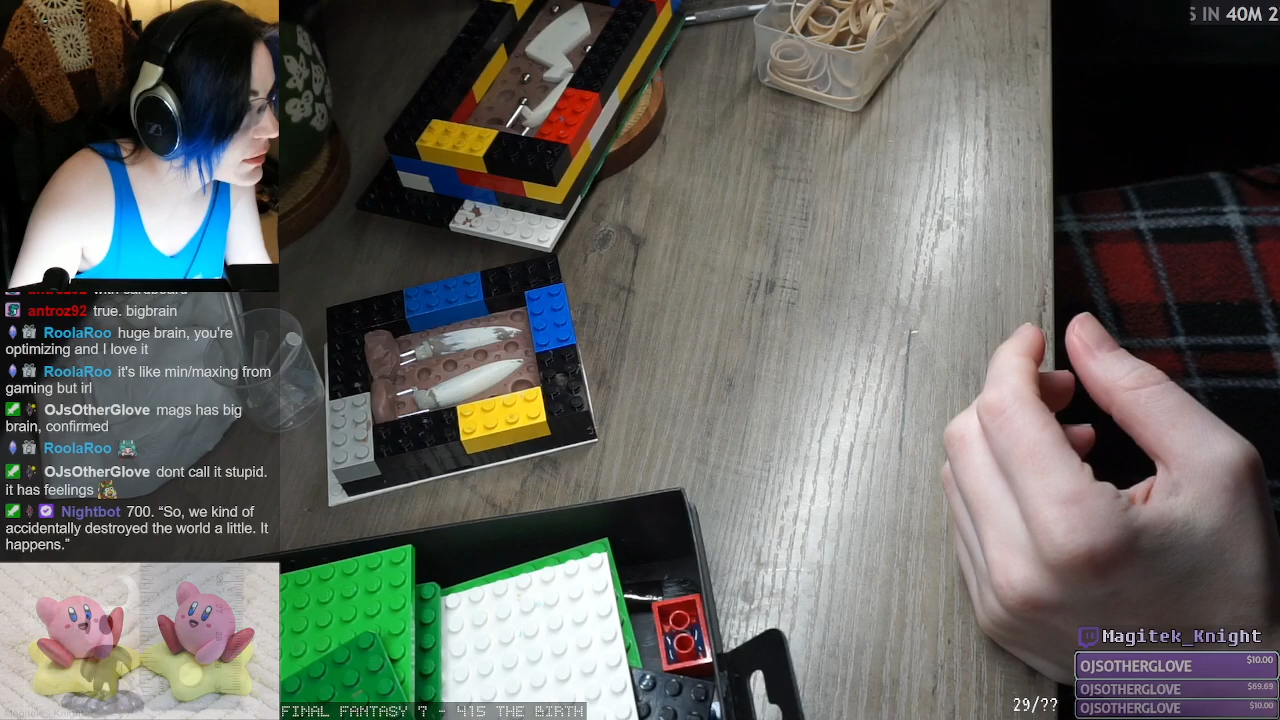 S IN 40M 2
antroz92 with cardboard
antroz92 true. bigbrain
RoolaRoo huge brain, you're
optimizing and I love it
RoolaRoo it's like min/maxing from
gaming but irl
OJsOtherGlove mags has big
brain, confirmed
RoolaRoo
OJsOtherGlove dont call it stupid.
it has feelings
Nightbot 700. “So, we kind of
accidentally destroyed the world a little. It
happens.”
FINAL FANTASY 7 - 415 THE BIRTH
29/??
Magitek_Knight
OJSOTHERGLOVE $10.00
OJSOTHERGLOVE $69.69
OJSOTHERGLOVE $10.00